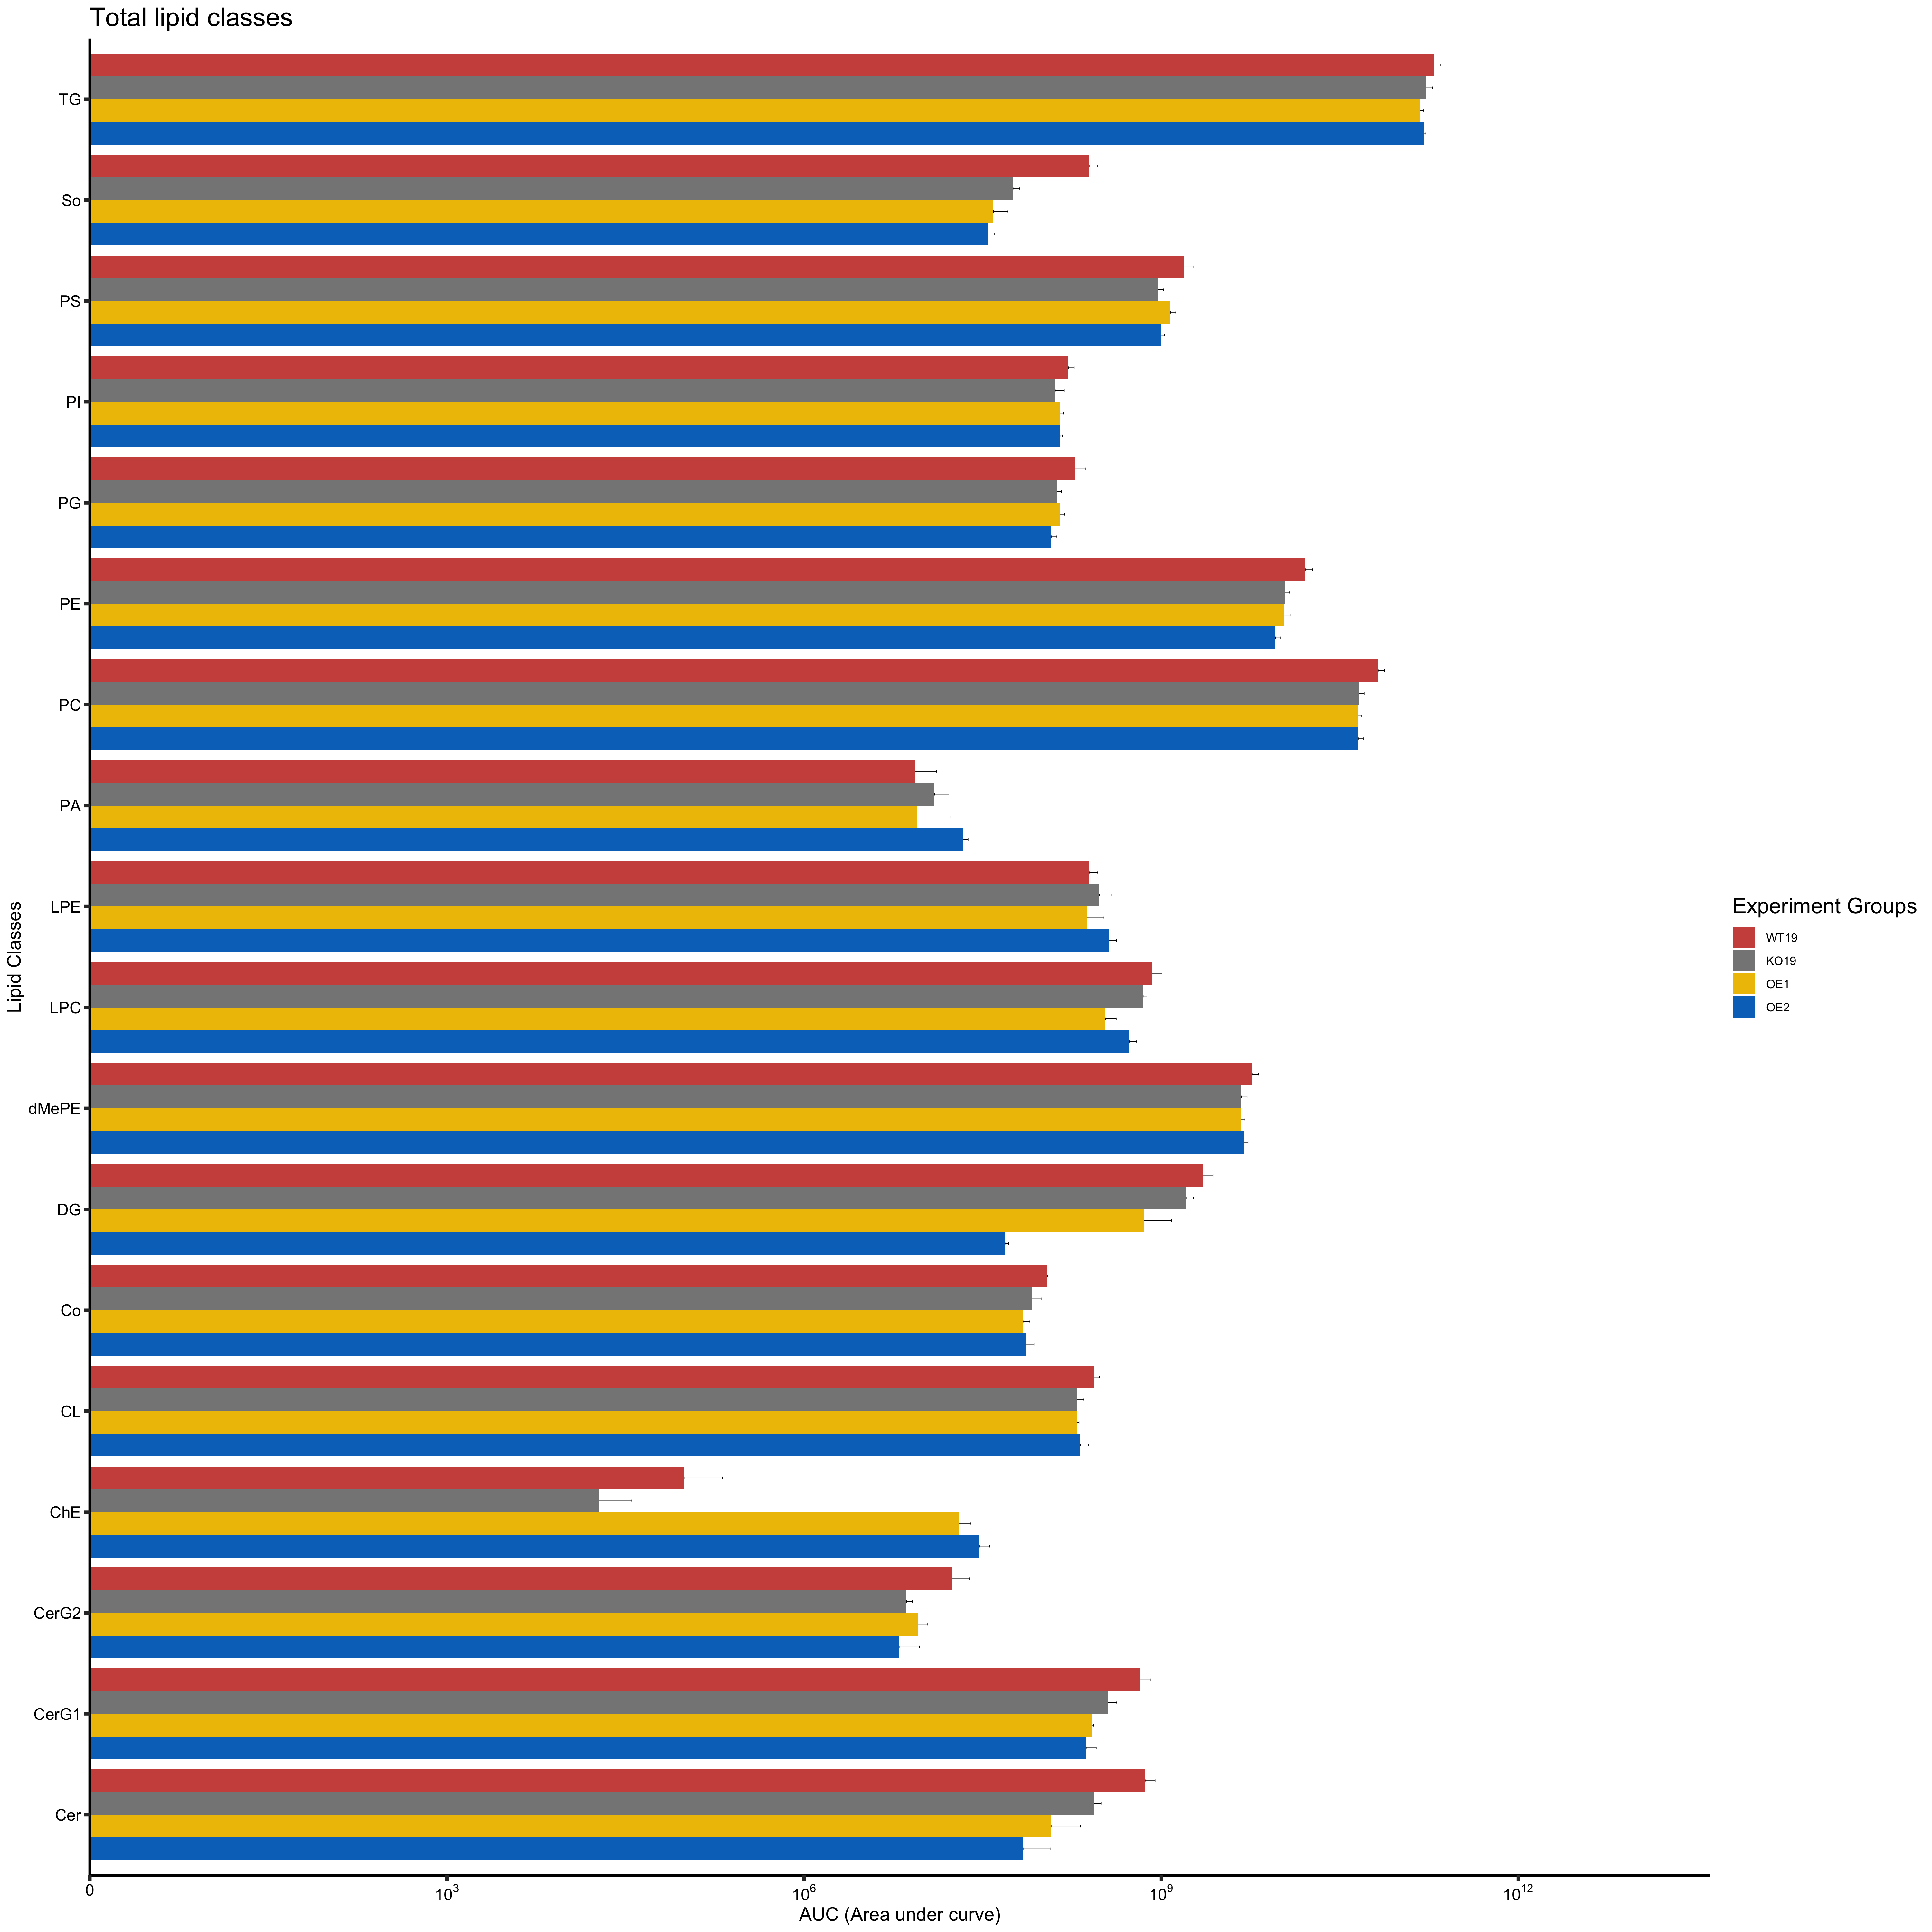 Total lipid classes
TG
So
PS
PI
PG
PE
PC
PA
LPE
LPC
dMePE
DG
Co
CL
ChE
CerG2
CerG1
Cer
Lipid Classes
0
10³
10⁶
10⁹
10¹²
AUC (Area under curve)
Experiment Groups
WT19
KO19
OE1
OE2